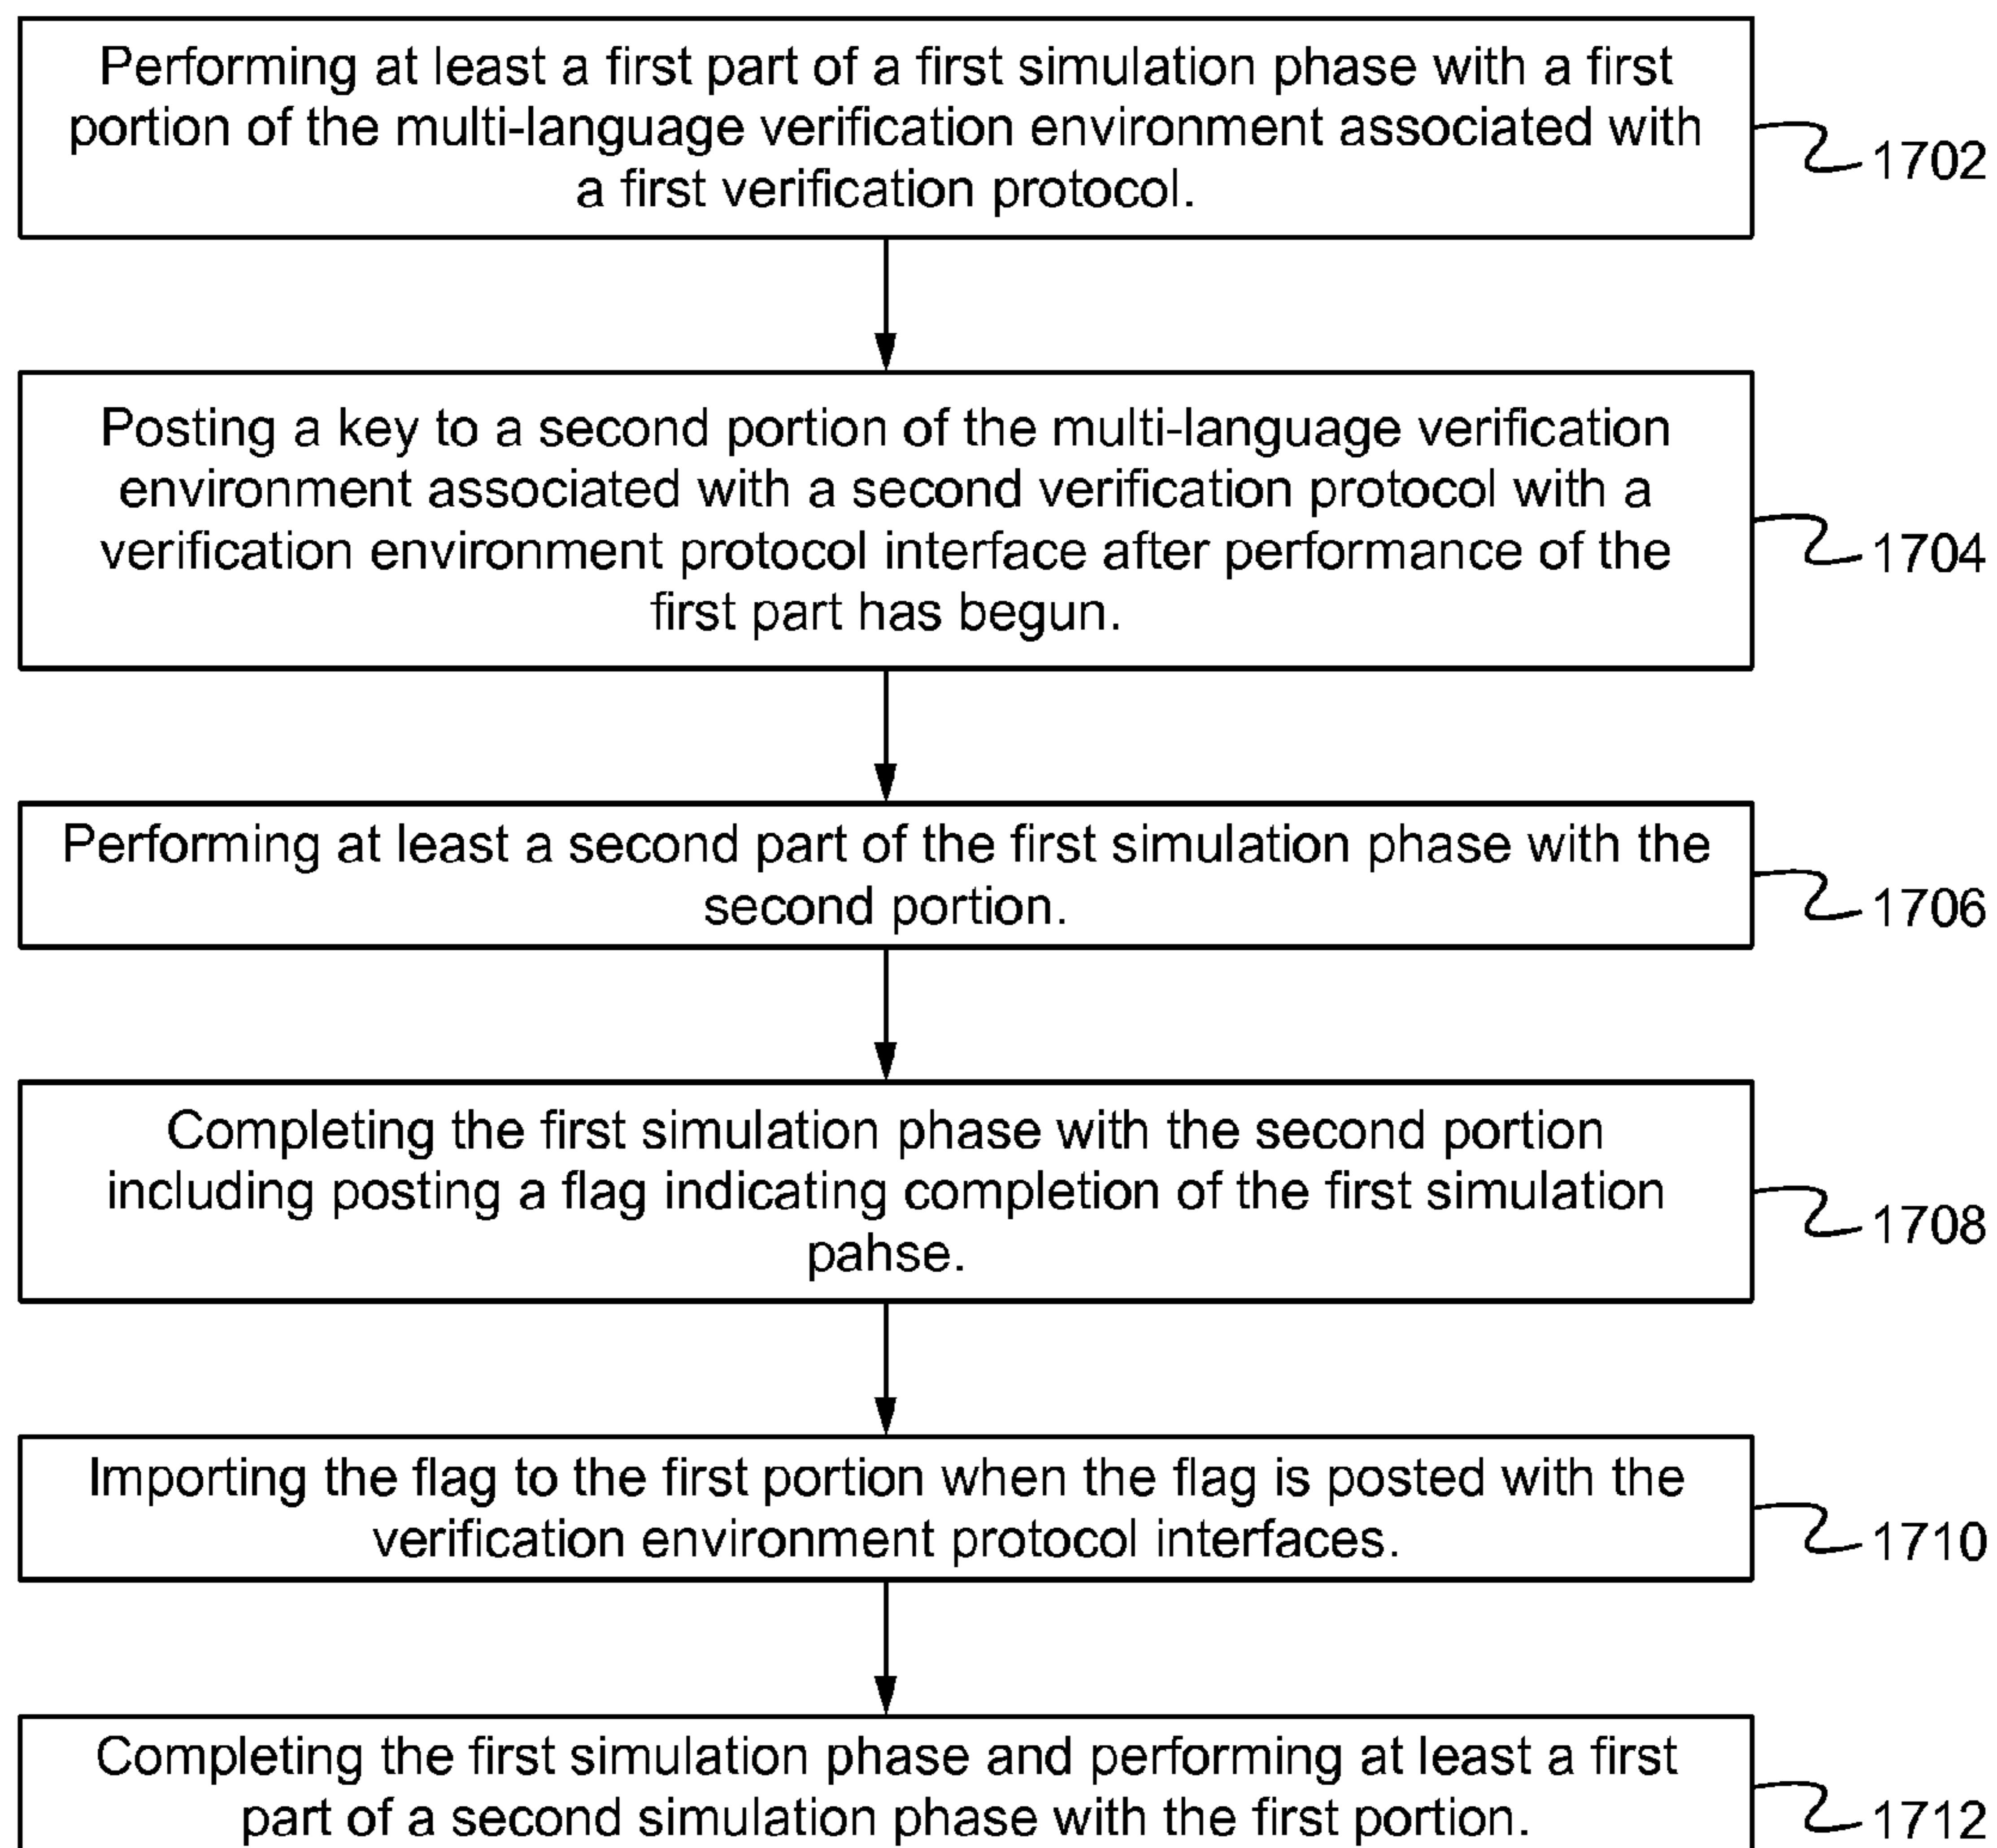 Performing at least a first part of a first simulation phase with a first
portion of the multi-language verification environment associated with
a first verification protocol.
1702
Posting a key to a second portion of the multi-language verification
environment associated with a second verification protocol with a
verification environment protocol interface after performance of the
first part has begun.
1704
Performing at least a second part of the first simulation phase with the
second portion.
1706
Completing the first simulation phase with the second portion
including posting a flag indicating completion of the first simulation
pahse.
1708
Importing the flag to the first portion when the flag is posted with the
verification environment protocol interfaces.
1710
Completing the first simulation phase and performing at least a first
part of a second simulation phase with the first portion.
1712